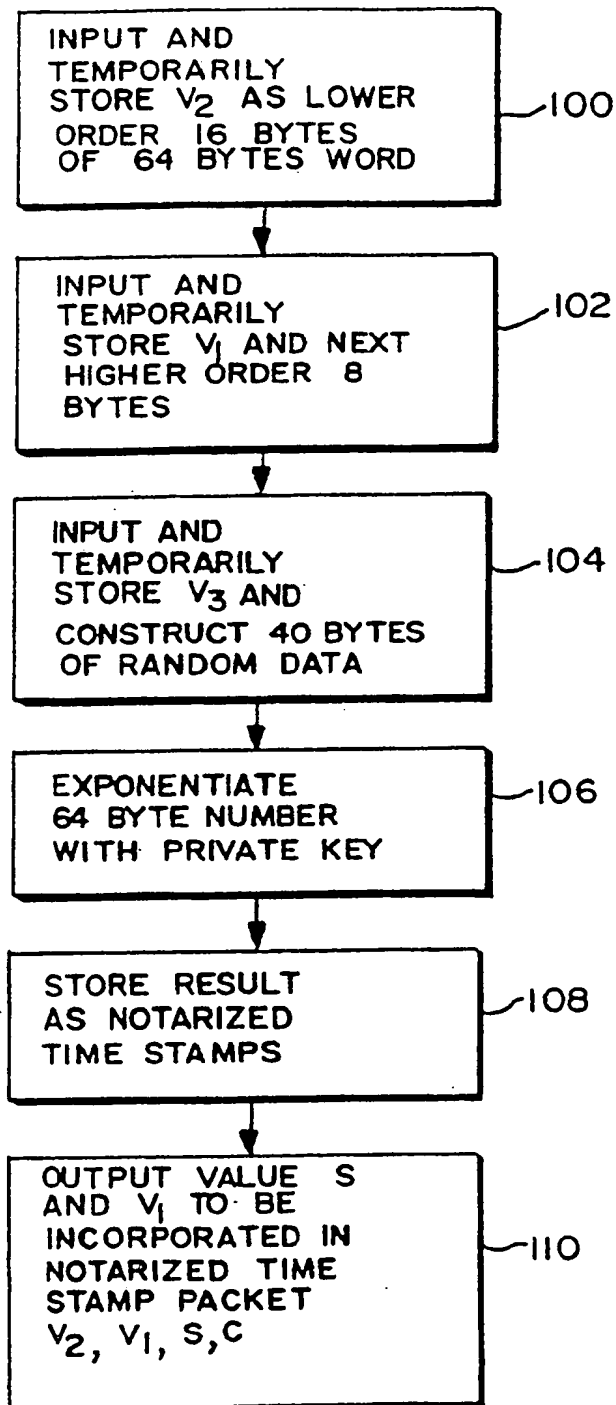 INPUT AND
TEMPORARILY
STORE V2 AS LOWER
ORDER 16 BYTES
OF 64 BYTES WORD
100
INPUT AND
TEMPORARILY
STORE V1 AND NEXT
HIGHER ORDER 8
BYTES
102
INPUT AND
TEMPORARILY
STORE V3 AND
CONSTRUCT 40 BYTES
OF RANDOM DATA
104
EXPONENTIATE
64 BYTE NUMBER
WITH PRIVATE KEY
106
STORE RESULT
AS NOTARIZED
TIME STAMPS
108
OUTPUT VALUE S
AND V1 TO BE
INCORPORATED IN
NOTARIZED TIME
STAMP PACKET
V2, V1, S,C
110